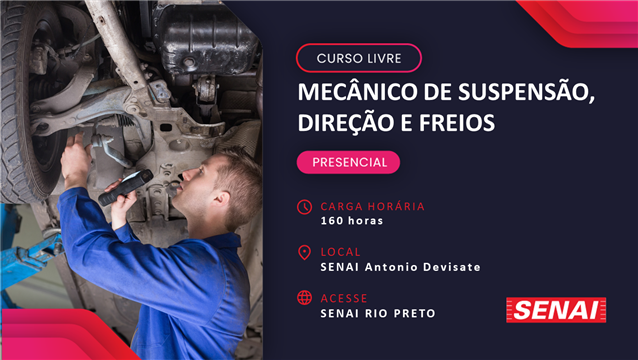 CURSO LIVRE
MECÂNICO DE SUSPENSÃO,
DIREÇÃO E FREIOS
PRESENCIAL
CARGA HORÁRIA
160 horas
LOCAL
SENAI Antonio Devisate
ACESSE
SENAI RIO PRETO
SENAI